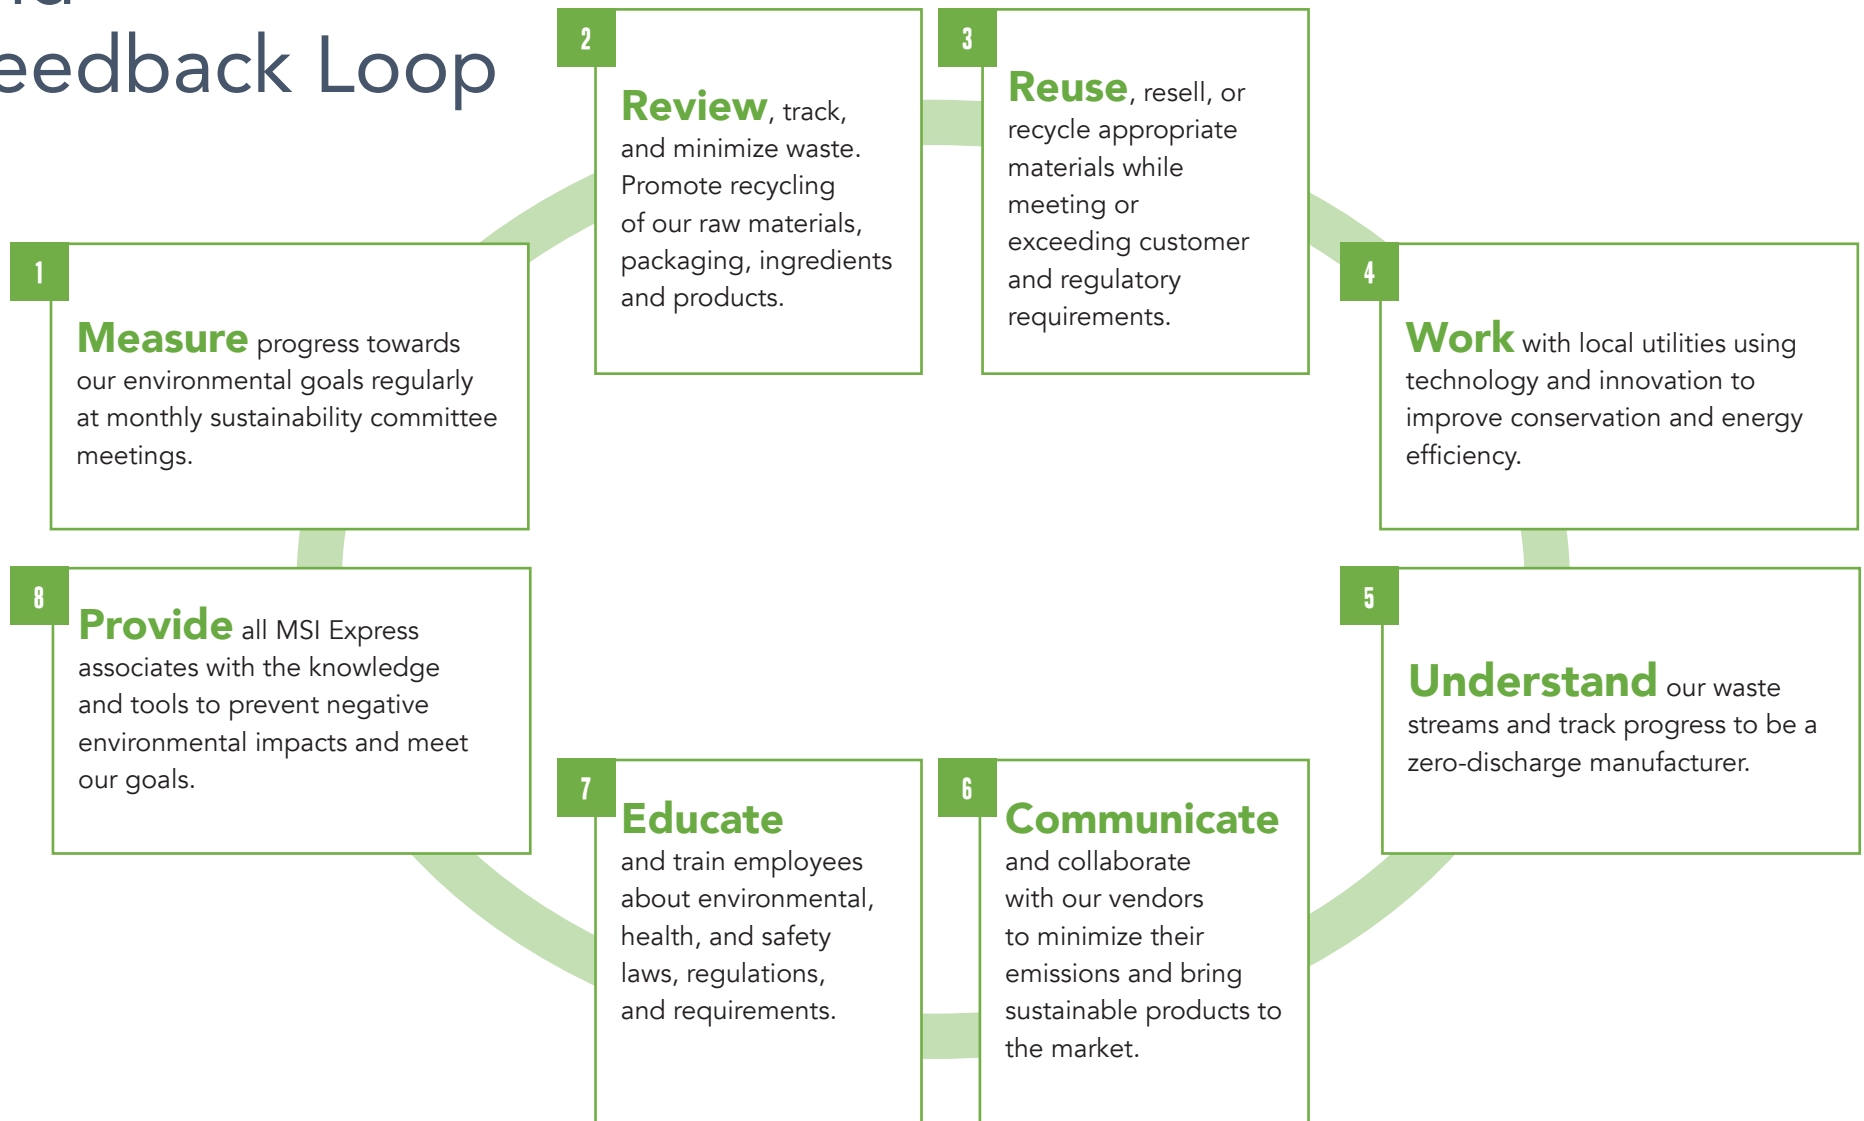 eedback Loop
1
Measure progress towards
our environmental goals regularly
at monthly sustainability committee
meetings.
2
Review, track,
and minimize waste.
Promote recycling
of our raw materials,
packaging, ingredients
and products.
3
Reuse, resell, or
recycle appropriate
materials while
meeting or
exceeding customer
and regulatory
requirements.
4
Work with local utilities using
technology and innovation to
improve conservation and energy
efficiency.
5
Understand our waste
streams and track progress to be a
zero-discharge manufacturer.
6
Communicate
and collaborate
with our vendors
to minimize their
emissions and bring
sustainable products to
the market.
7
Educate
and train employees
about environmental,
health, and safety
laws, regulations,
and requirements.
8
Provide all MSI Express
associates with the knowledge
and tools to prevent negative
environmental impacts and meet
our goals.